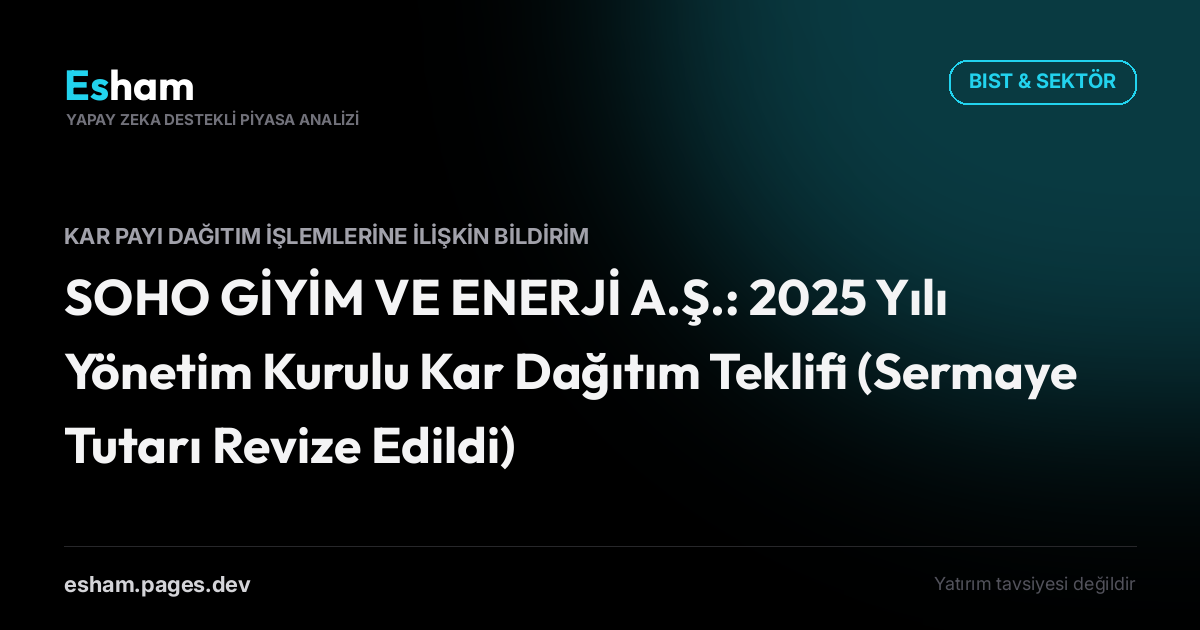 Esham
YAPAY ZEKA DESTEKLİ PİYASA ANALİZİ
BIST & SEKTÖR
KAR PAYI DAĞITIM İŞLEMLERİNE İLİŞKİN BİLDİRİM
SOHO GİYİM VE ENERJİ A.Ş.: 2025 Yılı
Yönetim Kurulu Kar Dağıtım Teklifi (Sermaye
Tutarı Revize Edildi)
esham.pages.dev
Yatırım tavsiyesi değildir